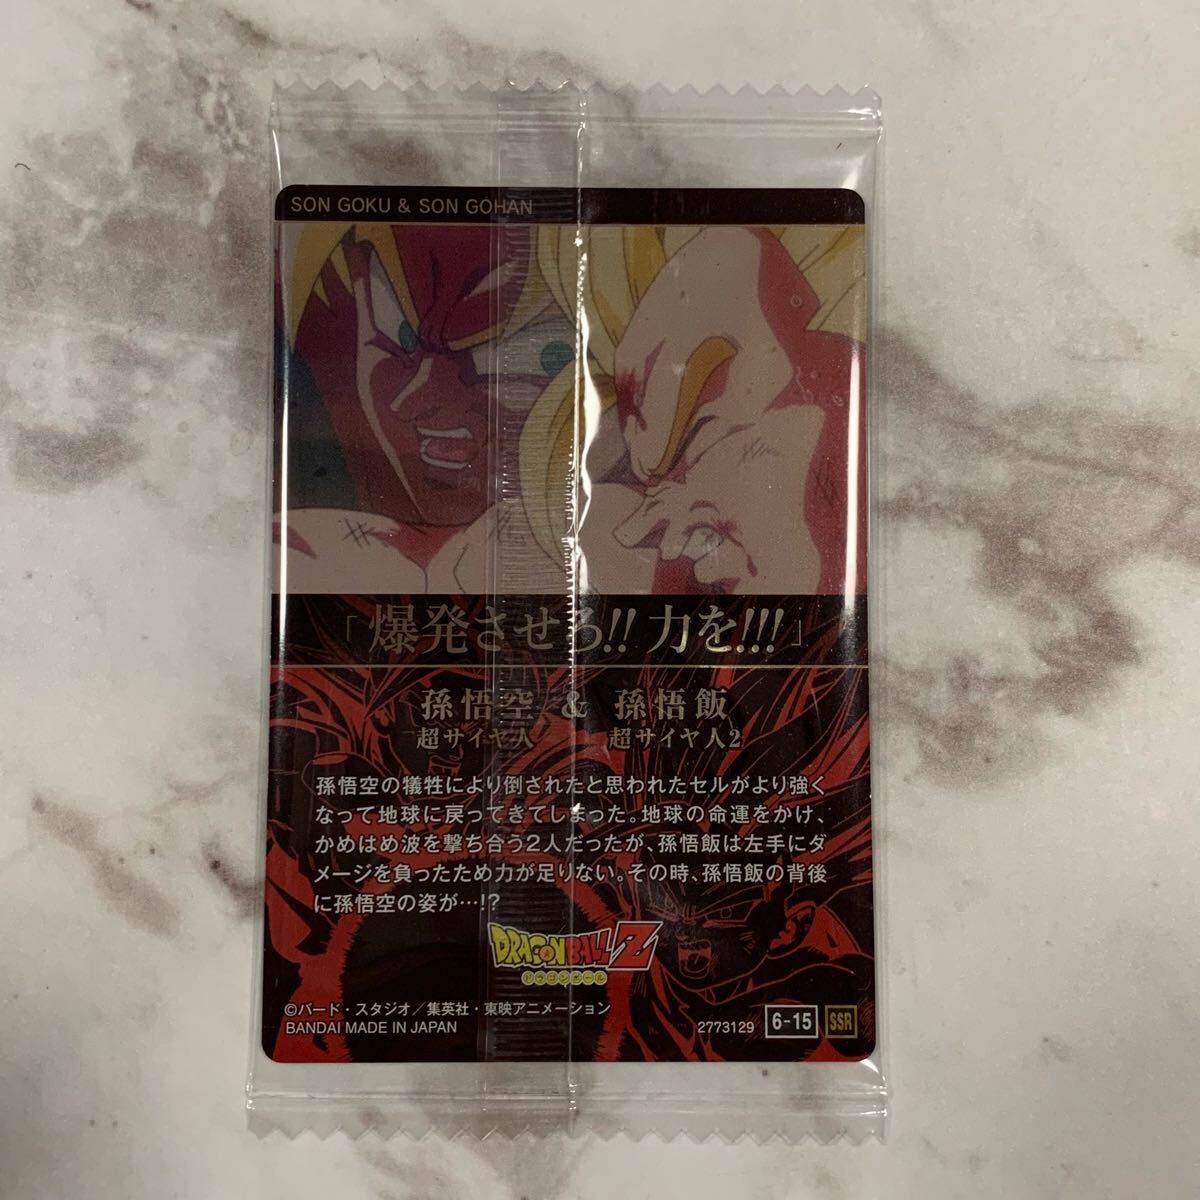 SON GOKU & SON GOHAN
「爆発させろ!! 力を!!!」
孫悟空 & 孫悟飯
超サイヤ人 超サイヤ人2
孫悟空の犠牲により倒されたと思われたセルがより強く
なって地球に戻ってきてしまった。地球の命運をかけ、
かめはめ波を撃ち合う2人だったが、孫悟飯は左手にダ
メージを負ったため力が足りない。その時、孫悟飯の背後
に孫悟空の姿が…!?
DRAGON BALL Z
ドラゴンボール
©バード・スタジオ／集英社・東映アニメーション
BANDAI MADE IN JAPAN
2773129 6-15 SSR